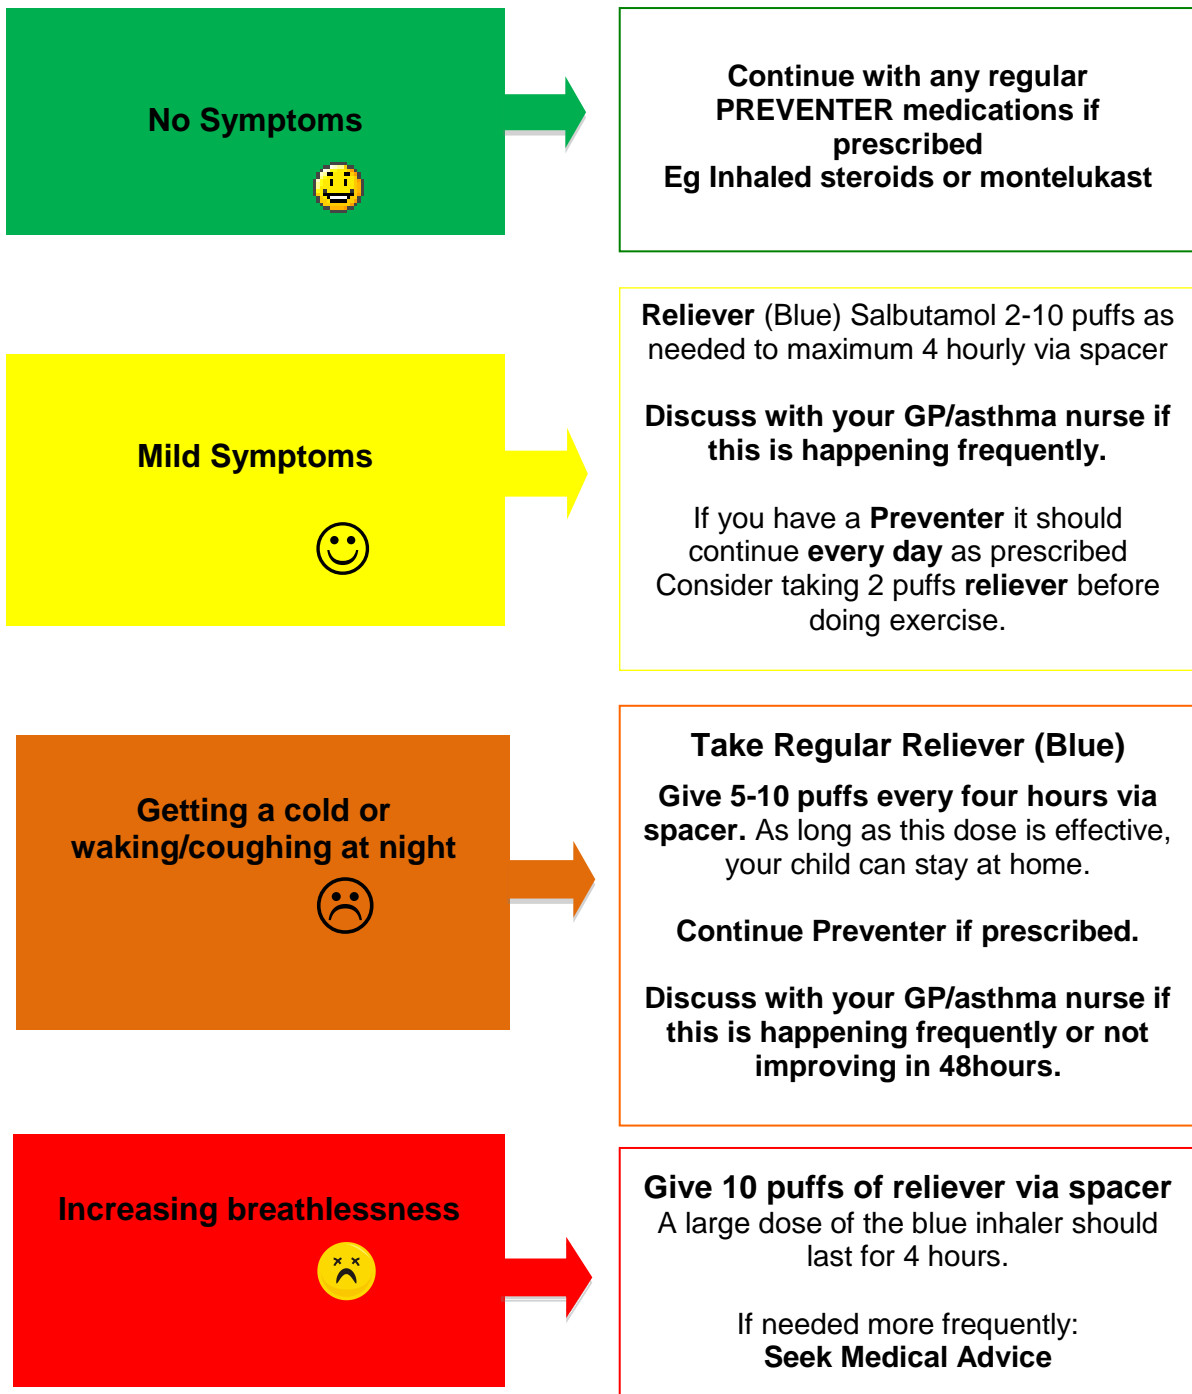 No Symptoms
Continue with any regular
PREVENTER medications if
prescribed
Eg Inhaled steroids or montelukast
Mild Symptoms
Reliever (Blue) Salbutamol 2-10 puffs as
needed to maximum 4 hourly via spacer
Discuss with your GP/asthma nurse if
this is happening frequently.
If you have a Preventer it should
continue every day as prescribed
Consider taking 2 puffs reliever before
doing exercise.
Getting a cold or
waking/coughing at night
Take Regular Reliever (Blue)
Give 5-10 puffs every four hours via
spacer. As long as this dose is effective,
your child can stay at home.
Continue Preventer if prescribed.
Discuss with your GP/asthma nurse if
this is happening frequently or not
improving in 48hours.
Increasing breathlessness
Give 10 puffs of reliever via spacer
A large dose of the blue inhaler should
last for 4 hours.
If needed more frequently:
Seek Medical Advice